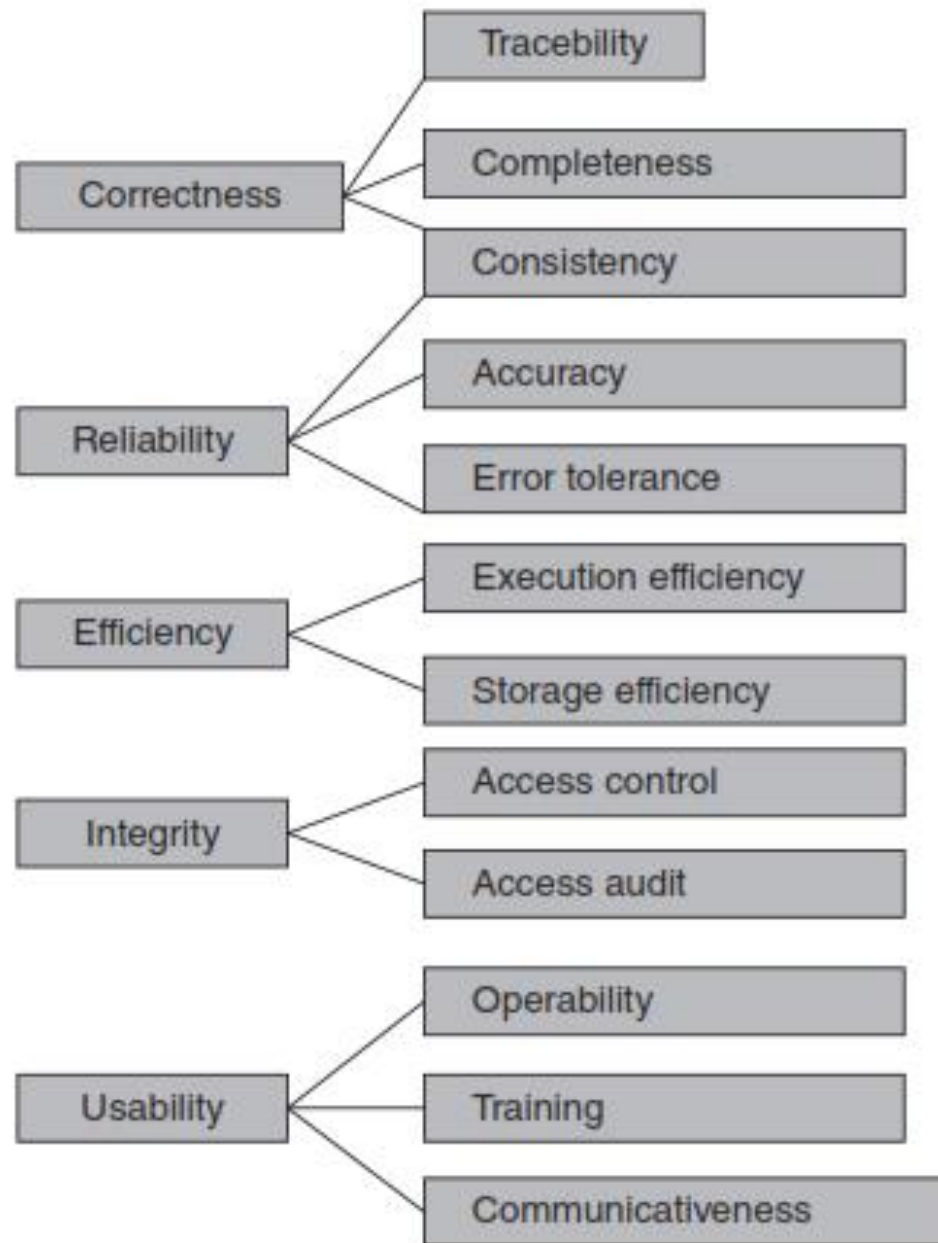 Tracebility
Completeness
Correctness
Consistency
Accuracy
Reliability
Error tolerance
Execution efficiency
Efficiency
Storage efficiency
Access control
Integrity
Access audit
Operability
Usability
Training
Communicativeness